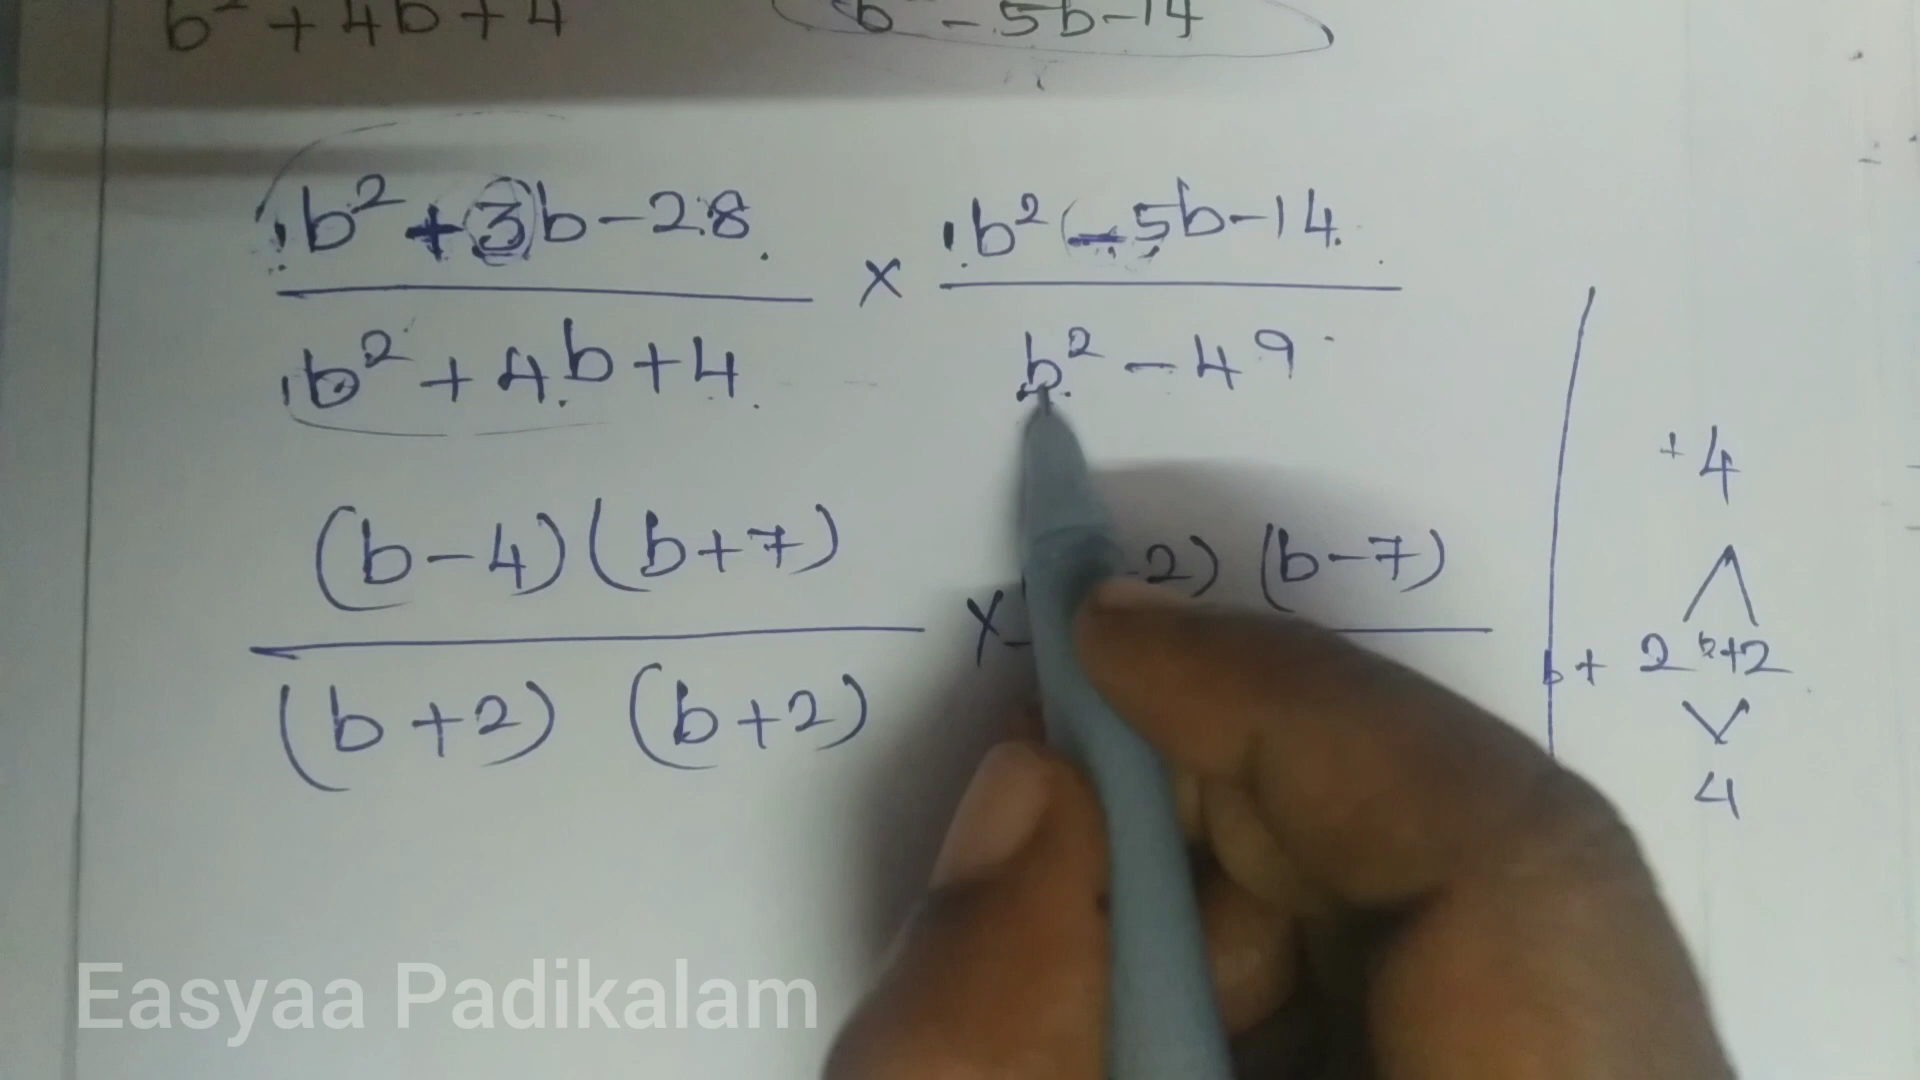 b² + 4b + 4    b² - 5b - 14
b² + 3b - 28 / b² + 4b + 4 × b² - 5b - 14 / b² - 49
(b - 4) (b + 7) / (b + 2) (b + 2) × 2) (b - 7)
+ 4
b + 2 b + 2
4
Easyaa Padikalam